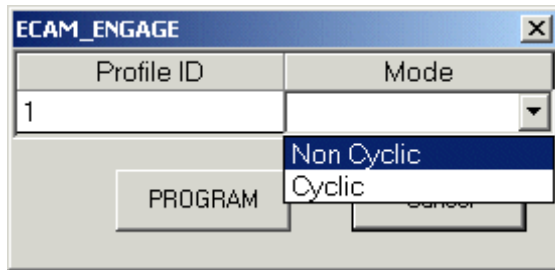 ECAM_ENGAGE
Profile ID Mode
1
Non Cyclic
Cyclic
PROGRAM